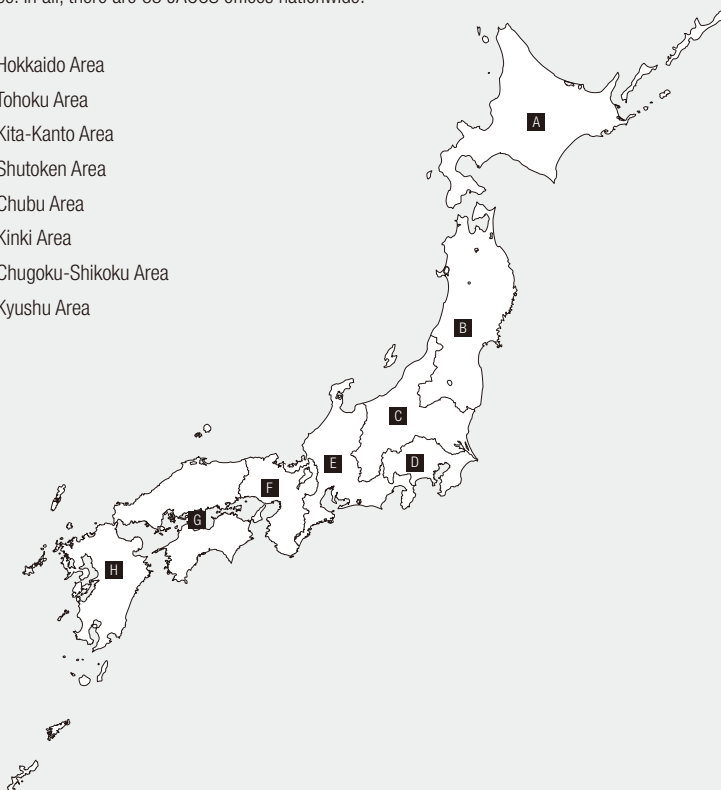 In all, there are JACCS offices nationwide.
Hokkaido Area
Tohoku Area
Kita-Kanto Area
Shutoken Area
Chubu Area
Kinki Area
Chugoku-Shikoku Area
Kyushu Area
A
B
C
D
E
F
G
H